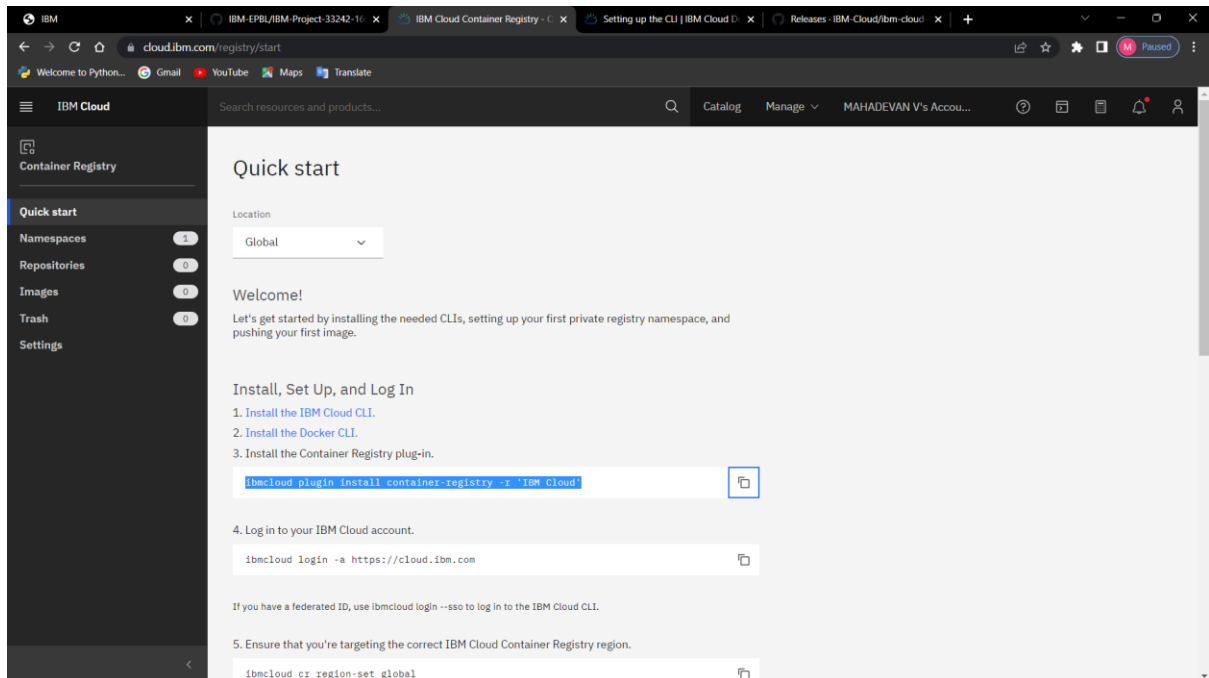 IBM
IBM-EPBL/IBM-Project-33242-16
IBM Cloud Container Registry -
Setting up the CLI | IBM Cloud D
Releases · IBM-Cloud/ibm-cloud
cloud.ibm.com/registry/start
M Paused
Welcome to Python...
Gmail
YouTube
Maps
Translate
IBM Cloud
Search resources and products...
Catalog
Manage
MAHADEVAN V's Accou...
Container Registry
Quick start
Namespaces 1
Repositories 0
Images 0
Trash 0
Settings
Quick start
Location
Global
Welcome!
Let's get started by installing the needed CLIs, setting up your first private registry namespace, and
pushing your first image.
Install, Set Up, and Log In
1. Install the IBM Cloud CLI.
2. Install the Docker CLI.
3. Install the Container Registry plug-in.
ibmcloud plugin install container-registry -r 'IBM Cloud'
4. Log in to your IBM Cloud account.
ibmcloud login -a https://cloud.ibm.com
If you have a federated ID, use ibmcloud login --sso to log in to the IBM Cloud CLI.
5. Ensure that you're targeting the correct IBM Cloud Container Registry region.
ibmcloud cr region-set global